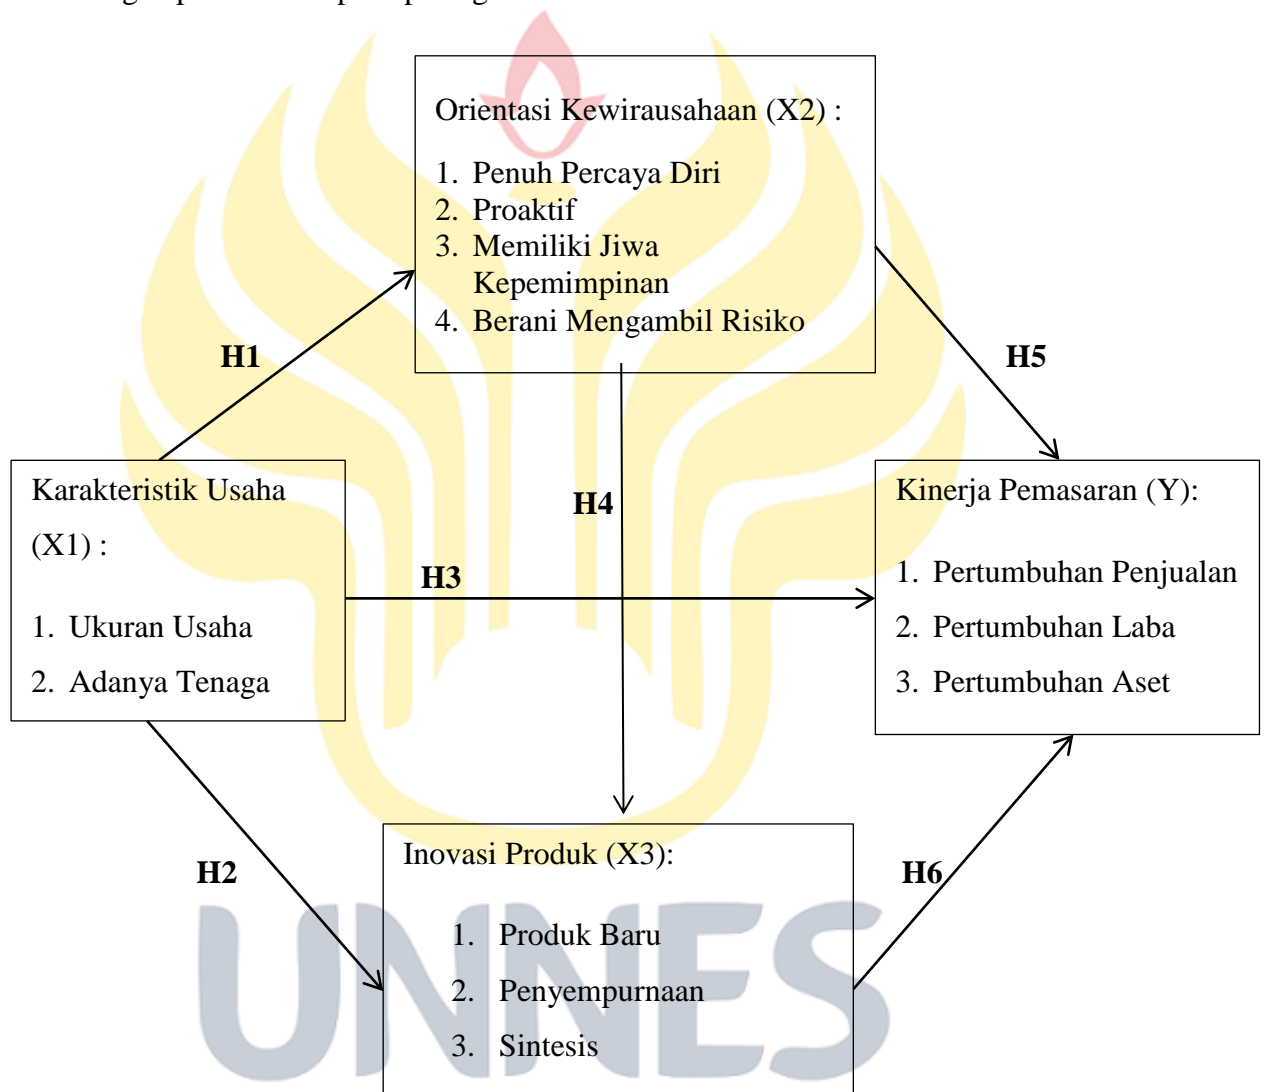 Orientasi Kewirausahaan (X2) :
1. Penuh Percaya Diri
2. Proaktif
3. Memiliki Jiwa
Kepemimpinan
4. Berani Mengambil Risiko
H1
H5
Karakteristik Usaha
(X1) :
1. Ukuran Usaha
2. Adanya Tenaga
H4
H3
Kinerja Pemasaran (Y):
1. Pertumbuhan Penjualan
2. Pertumbuhan Laba
3. Pertumbuhan Aset
H2
Inovasi Produk (X3):
1. Produk Baru
2. Penyempurnaan
3. Sintesis
H6
UNNES